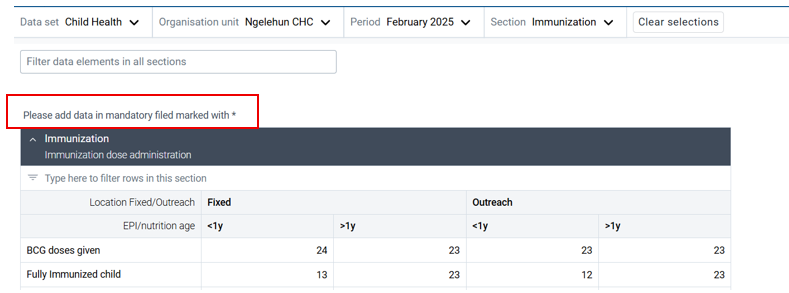 Data set Child Health Organisation unit Ngelehun CHC Period February 2025 Section Immunization Clear selections
Filter data elements in all sections
Please add data in mandatory filed marked with *
Immunization
Immunization dose administration
Type here to filter rows in this section
Location Fixed/Outreach Fixed Outreach
EPI/nutrition age <1y >1y <1y >1y
BCG doses given 24 23 23 23
Fully Immunized child 13 23 12 23